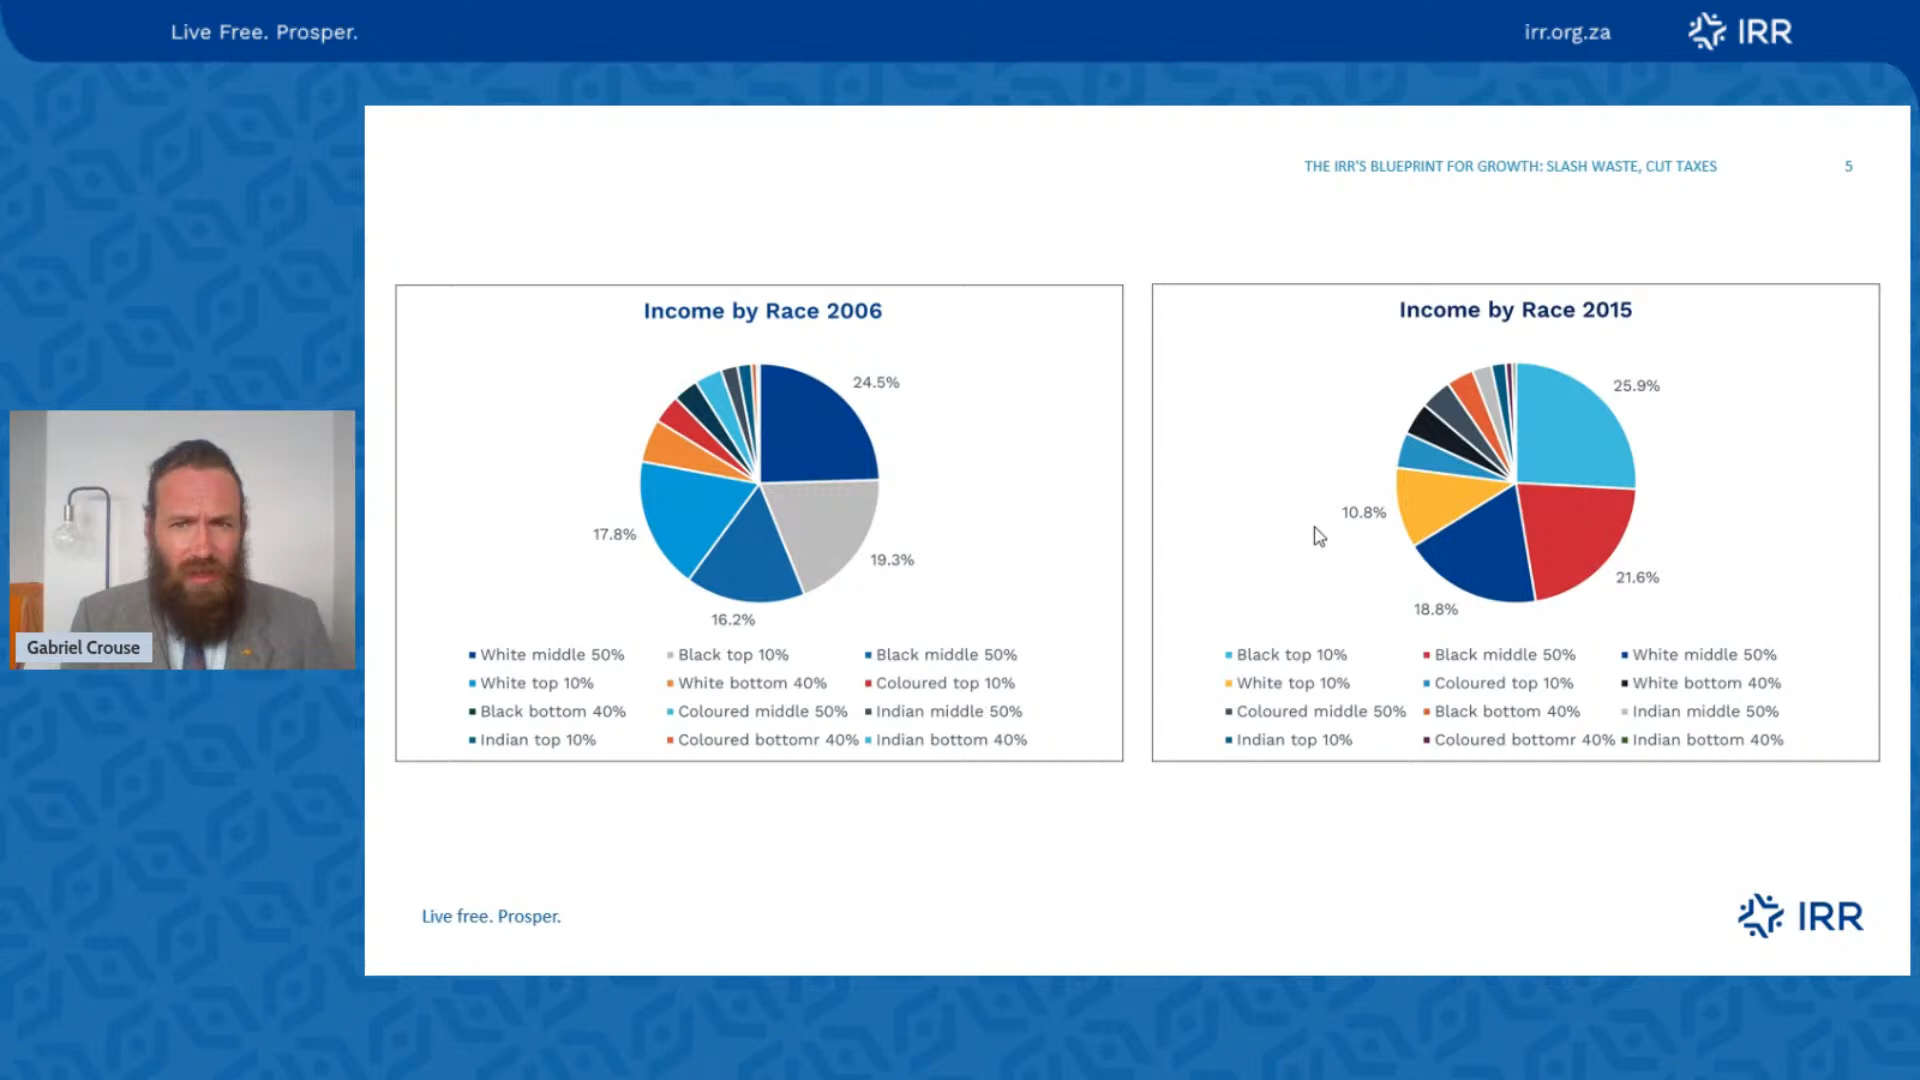 Live Free. Prosper.
irr.org.za
IRR
THE IRR'S BLUEPRINT FOR GROWTH: SLASH WASTE, CUT TAXES
5
Income by Race 2006
24.5%
19.3%
16.2%
17.8%
White middle 50% Black top 10% Black middle 50%
White top 10% White bottom 40% Coloured top 10%
Black bottom 40% Coloured middle 50% Indian middle 50%
Indian top 10% Coloured bottomr 40% Indian bottom 40%
Income by Race 2015
25.9%
21.6%
18.8%
10.8%
Black top 10% Black middle 50% White middle 50%
White top 10% Coloured top 10% White bottom 40%
Coloured middle 50% Black bottom 40% Indian middle 50%
Indian top 10% Coloured bottomr 40% Indian bottom 40%
Gabriel Crouse
Live free. Prosper.
IRR